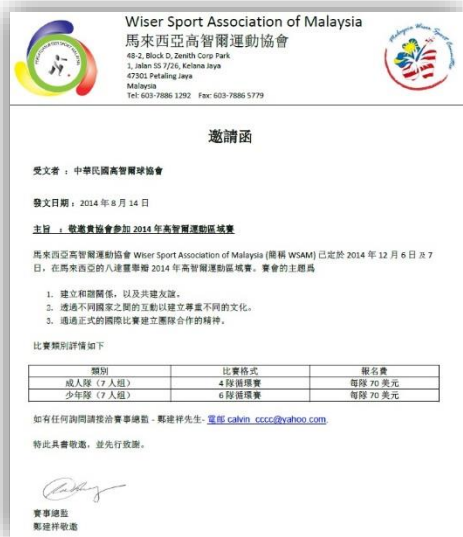 Wiser Sport Association of Malaysia
馬來西亞高智爾運動協會
48-2, Block D, Zenith Corp Park
1, Jalan SS 7/26, Kelana Jaya
47301 Petaling Jaya
Malaysia
Tel: 603-7886 1292 Fax: 603-7886 5779
邀請函
受文者 : 中華民國高智爾球協會
發文日期: 2014 年 8 月 14 日
主旨 : 敬邀貴協會參加 2014 年高智爾運動區域賽
馬來西亞高智爾運動協會 Wiser Sport Association of Malaysia (簡稱 WSAM) 已定於 2014 年 12 月 6 日 及 7
日, 在馬來西亞的八達靈舉辦 2014 年高智爾運動區域賽。賽會的主題爲
1. 建立和諧關係, 以及共建友誼。
2. 透過不同國家之間的互動以建立尊重不同的文化。
3. 通過正式的國際比賽建立團隊合作的精神。
比賽類別詳情如下
類別 比賽格式 報名費
成人隊(7 人組) 4 隊循環賽 每隊 70 美元
少年隊(7 人組) 6 隊循環賽 每隊 70 美元
如有任何詢問請接洽賽事總監 - 鄭建祥先生- 電郵 calvin_cccc@yahoo.com.
特此具書敬邀, 並先行致謝。
賽事總監
鄭建祥敬邀